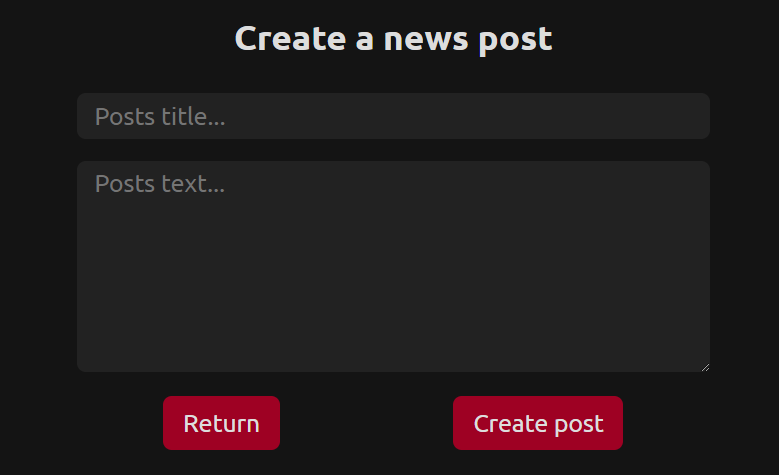 Create a news post
Posts title...
Posts text...
Return
Create post